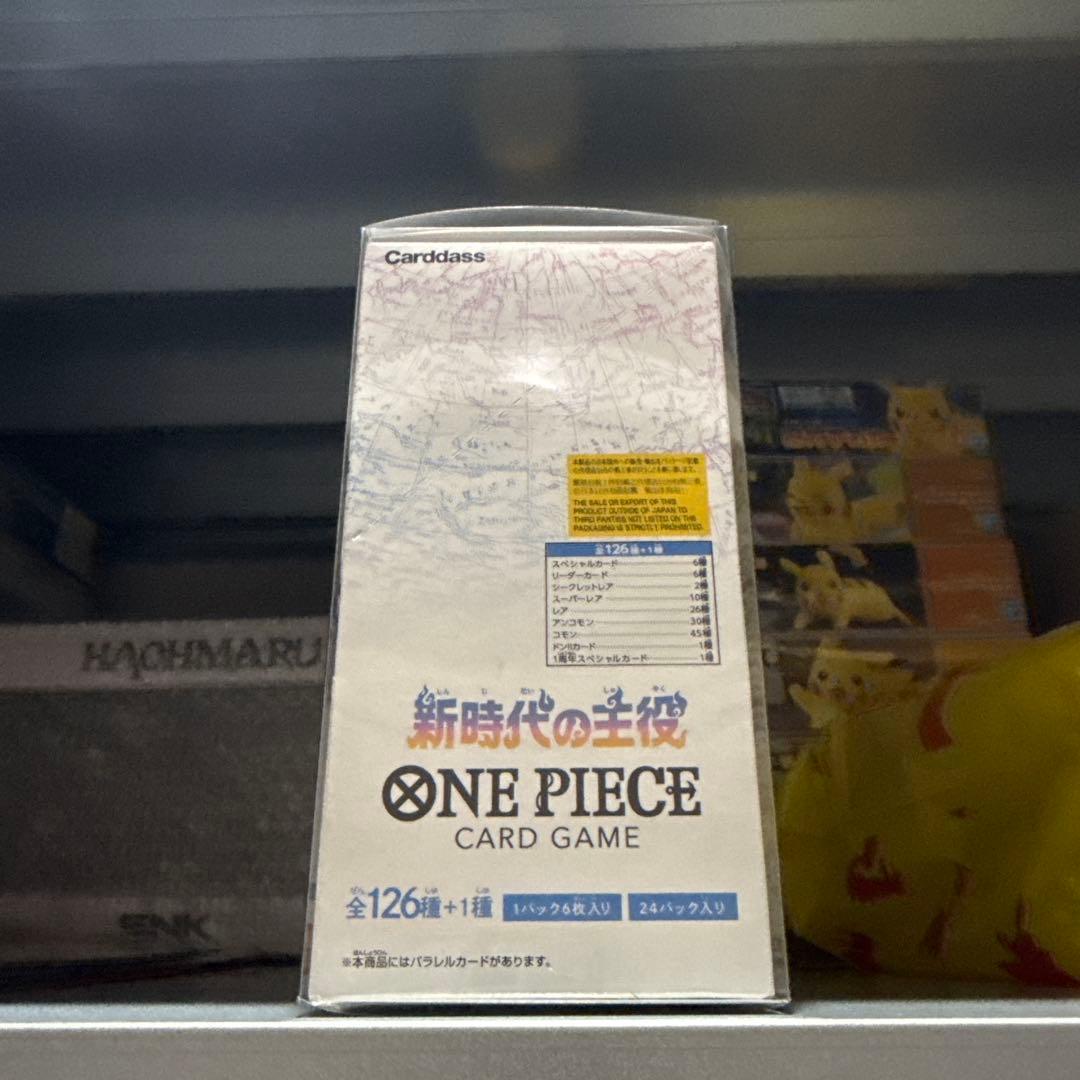 Carddass
THE SALE OR EXPORT OF THIS
PRODUCT OUTSIDE OF JAPAN TO
THIRD PARTIES NOT LISTED ON THE
PACKAGING IS STRICTLY PROHIBITED.
全126種+1種
スペシャルカード 6種
リーダーカード 6種
シークレットレア 2種
スーパーレア 10種
レア 26種
アンコモン 30種
コモン 45種
ドン!!カード 1種
1周年スペシャルカード 1種
HAOHMARU
新時代の主役
ONE PIECE
CARD GAME
全126種+1種 1パック6枚入り 24パック入り
SNK
※本商品にはパラレルカードがあります。